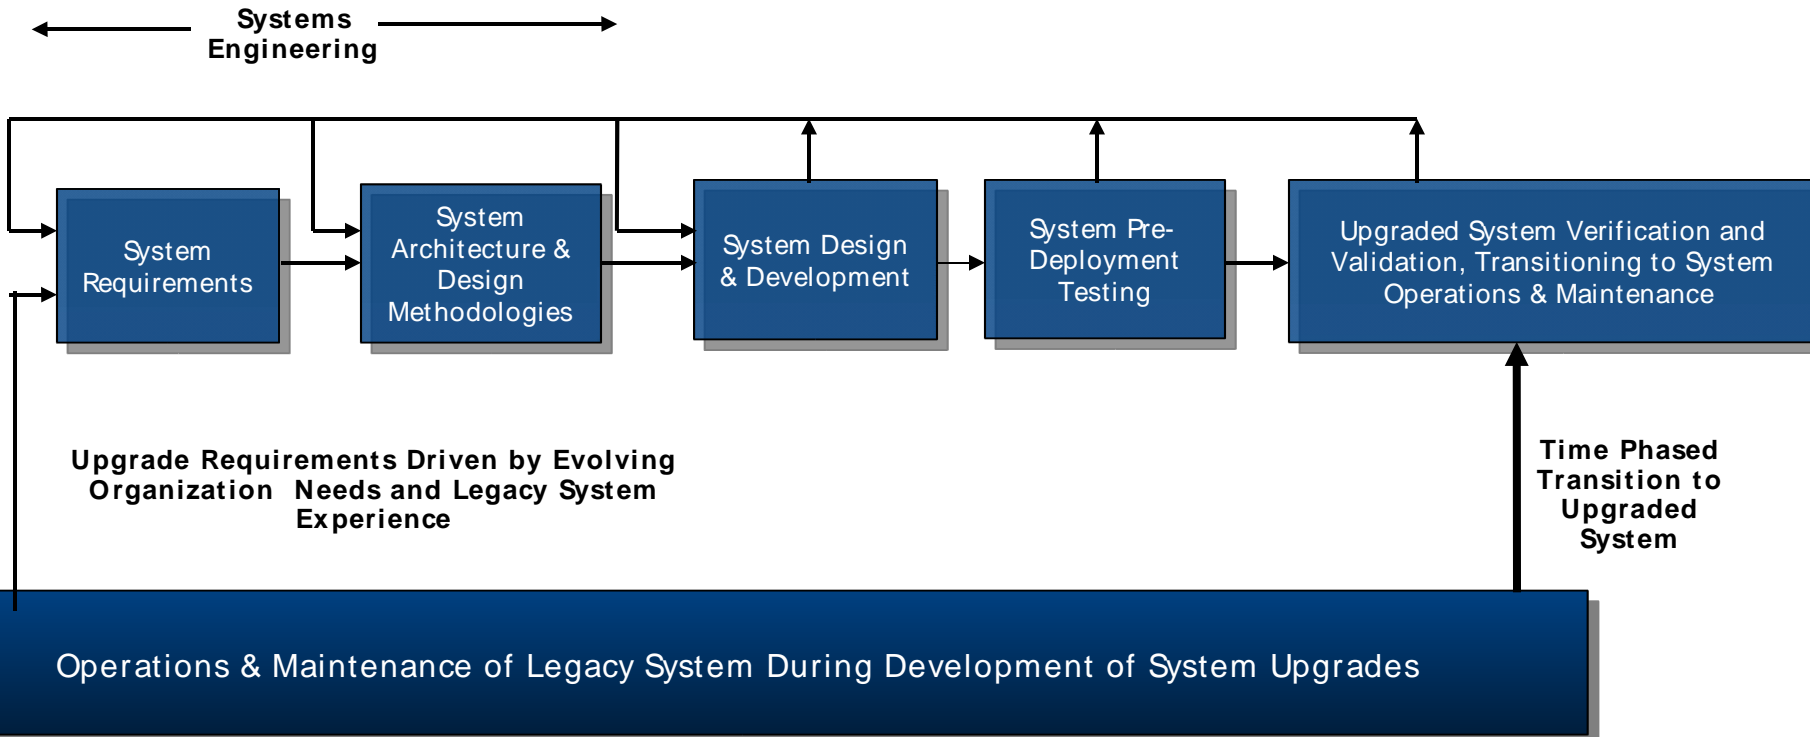 Systems
Engineering
System
Requirements
System
Architecture &
Design
Methodologies
System Design
& Development
System Pre-
Deployment
Testing
Upgraded System Verification and
Validation, Transitioning to System
Operations & Maintenance
Upgrade Requirements Driven by Evolving
Organization Needs and Legacy System
Experience
Time Phased
Transition to
Upgraded
System
Operations & Maintenance of Legacy System During Development of System Upgrades